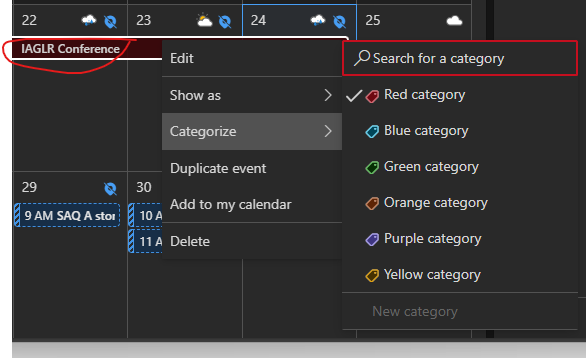 22
23
24
25
IAGLR Conference
29
30
9 AM SAQ A stor
10 A
11 A
Edit
Show as
Categorize
Duplicate event
Add to my calendar
Delete
Search for a category
Red category
Blue category
Green category
Orange category
Purple category
Yellow category
New category